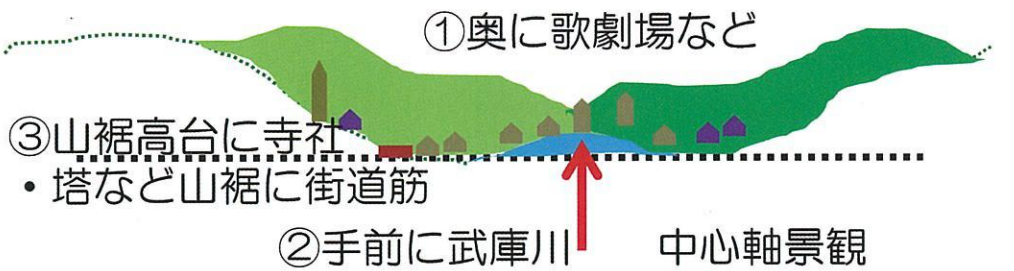 ①奥に歌劇場など
③山裾高台に寺社
・塔など山裾に街道筋
②手前に武庫川
中心軸景観